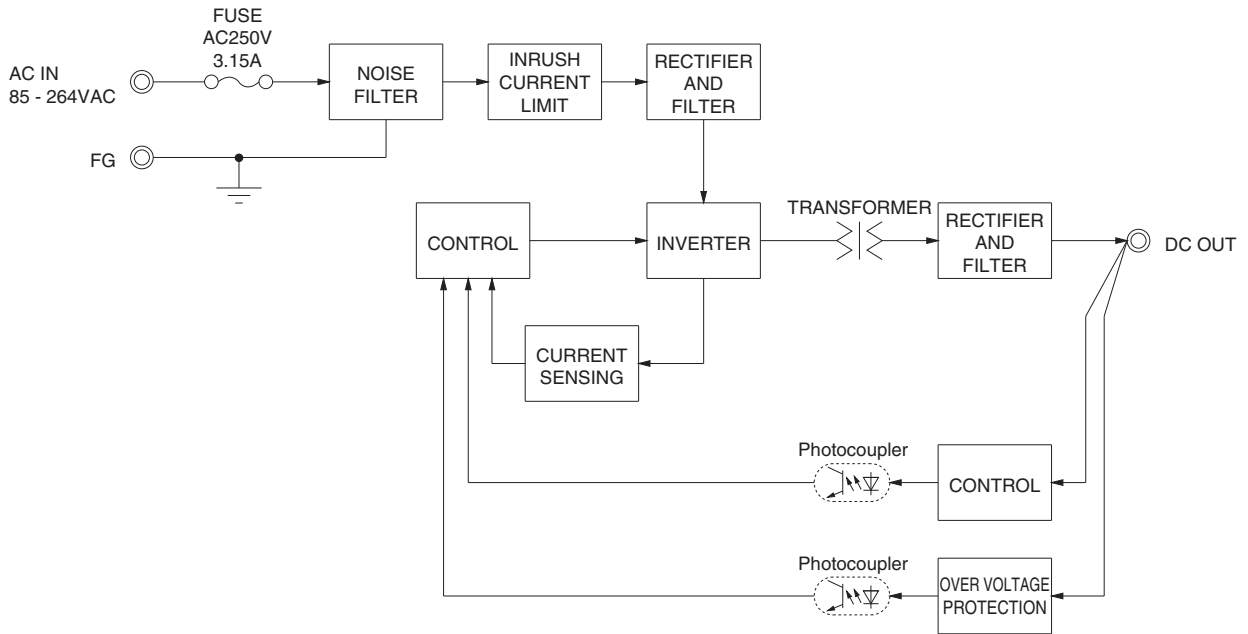 FUSE
AC250V
3.15A
AC IN
85 - 264VAC
NOISE
FILTER
INRUSH
CURRENT
LIMIT
RECTIFIER
AND
FILTER
FG
CONTROL
INVERTER
TRANSFORMER
RECTIFIER
AND
FILTER
DC OUT
CURRENT
SENSING
Photocoupler
CONTROL
Photocoupler
OVER VOLTAGE
PROTECTION